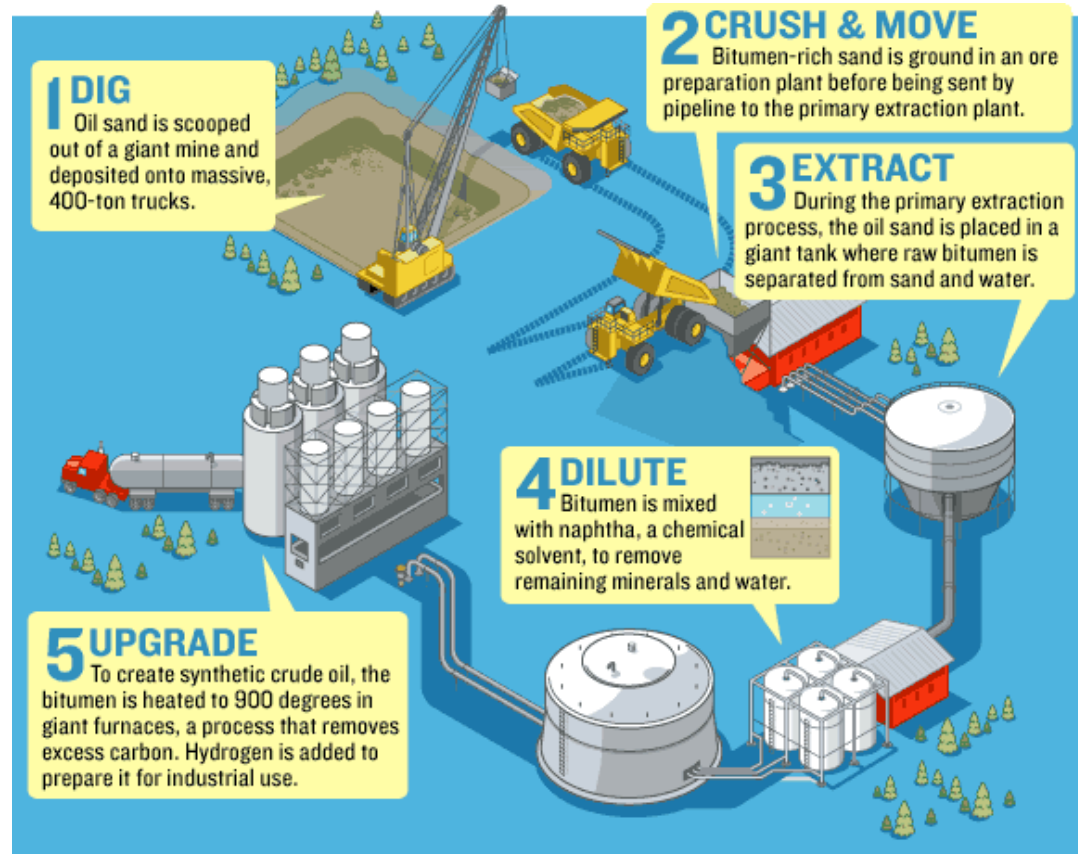 1 DIG
Oil sand is scooped
out of a giant mine and
deposited onto massive,
400-ton trucks.
2 CRUSH & MOVE
Bitumen-rich sand is ground in an ore
preparation plant before being sent by
pipeline to the primary extraction plant.
3 EXTRACT
During the primary extraction
process, the oil sand is placed in a
giant tank where raw bitumen is
separated from sand and water.
4 DILUTE
Bitumen is mixed
with naphtha, a chemical
solvent, to remove
remaining minerals and water.
5 UPGRADE
To create synthetic crude oil, the
bitumen is heated to 900 degrees in
giant furnaces, a process that removes
excess carbon. Hydrogen is added to
prepare it for industrial use.